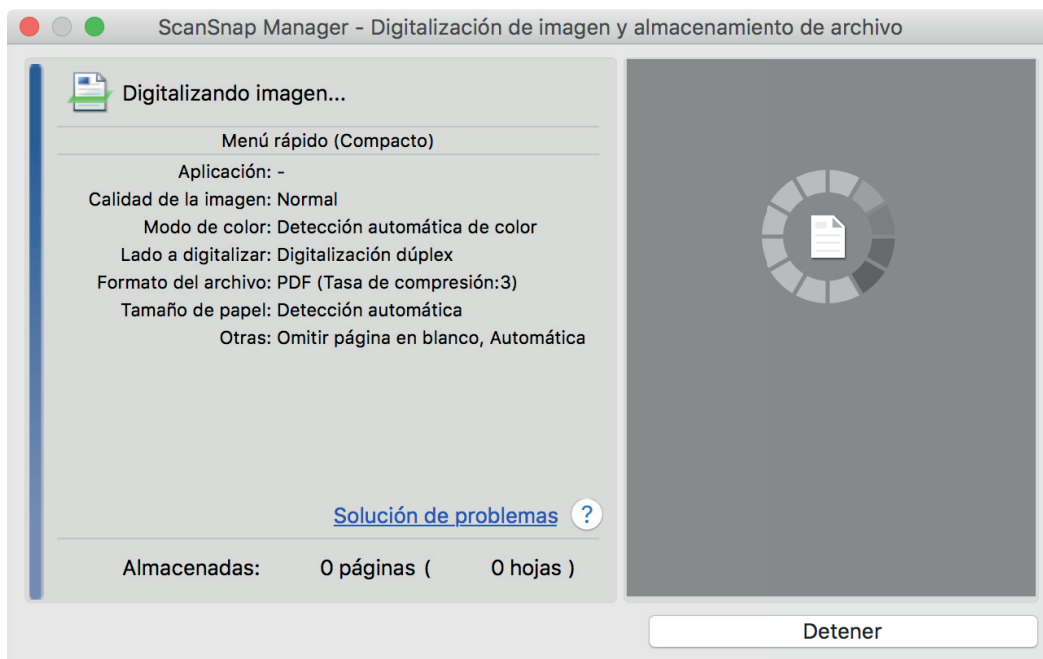 ScanSnap Manager - Digitalización de imagen y almacenamiento de archivo
Digitalizando imagen...
Menú rápido (Compacto)
Aplicación: -
Calidad de la imagen: Normal
Modo de color: Detección automática de color
Lado a digitalizar: Digitalización dúplex
Formato del archivo: PDF (Tasa de compresión:3)
Tamaño de papel: Detección automática
Otras: Omitir página en blanco, Automática
Solución de problemas ?
Almacenadas: 0 páginas ( 0 hojas )
Detener